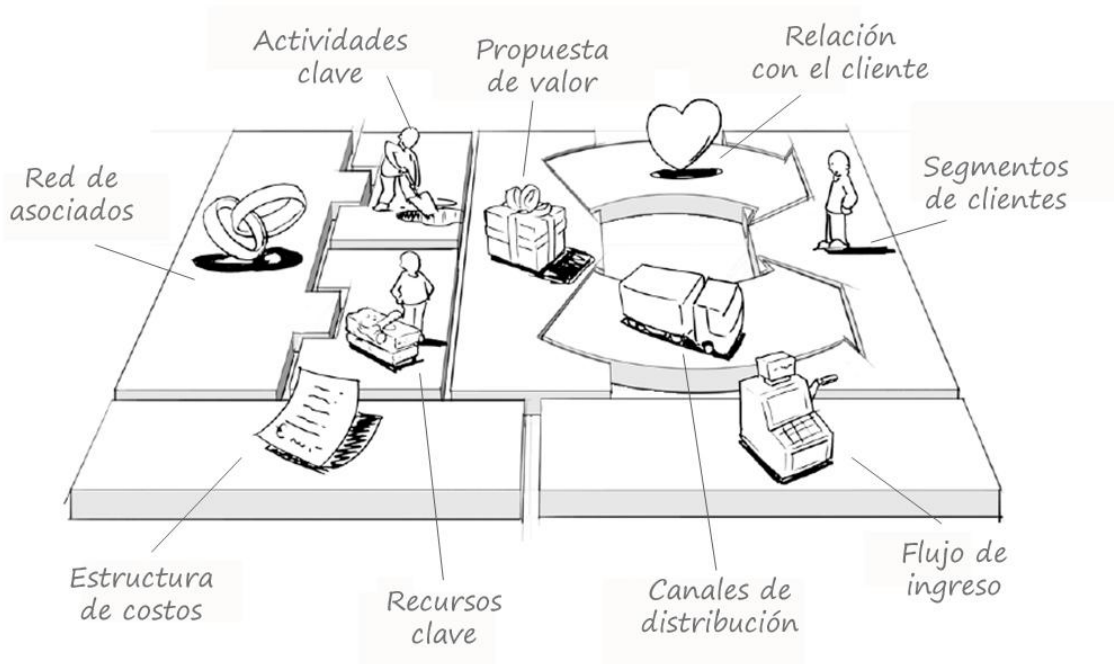 Actividades
clave
Propuesta
de valor
Relación
con el cliente
Red de
asociados
Segmentos
de clientes
Estructura
de costos
Recursos
clave
Canales de
distribución
Flujo de
ingreso